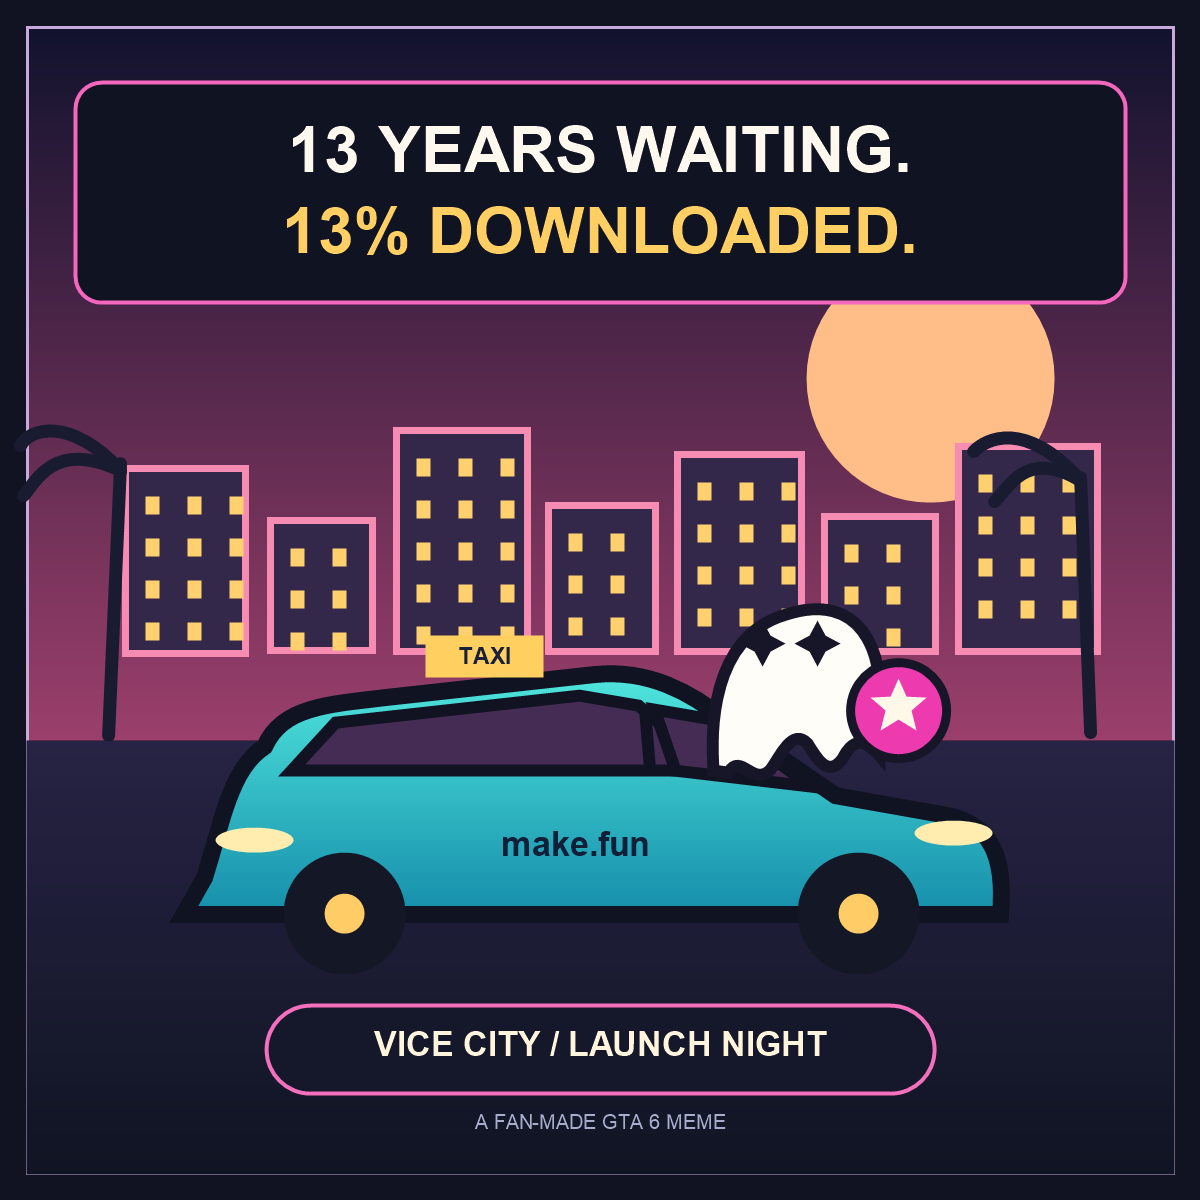 13 YEARS WAITING.
13% DOWNLOADED.
TAXI
make.fun
VICE CITY / LAUNCH NIGHT
A FAN-MADE GTA 6 MEME